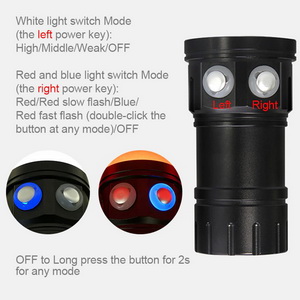 White light switch Mode
(the left power key):
High/Middle/Weak/OFF
Red and blue light switch Mode
(the right power key):
Red/Red slow flash/Blue/
Red fast flash (double-click the
button at any mode)/OFF
Left Right
OFF to Long press the button for 2s
for any mode